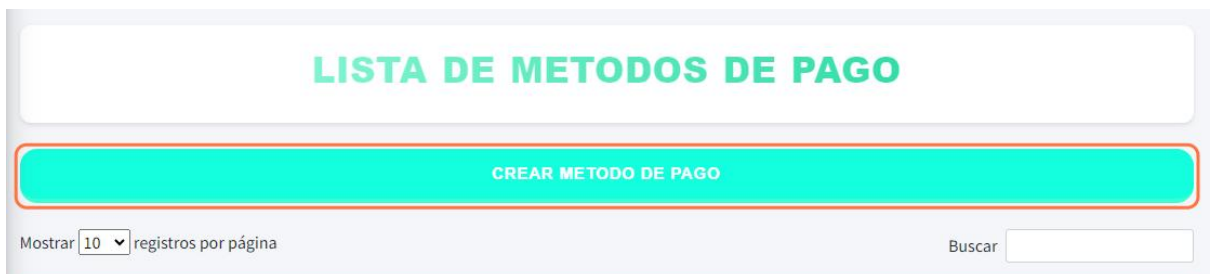 LISTA DE METODOS DE PAGO
CREAR METODO DE PAGO
Mostrar 10 registros por página Buscar